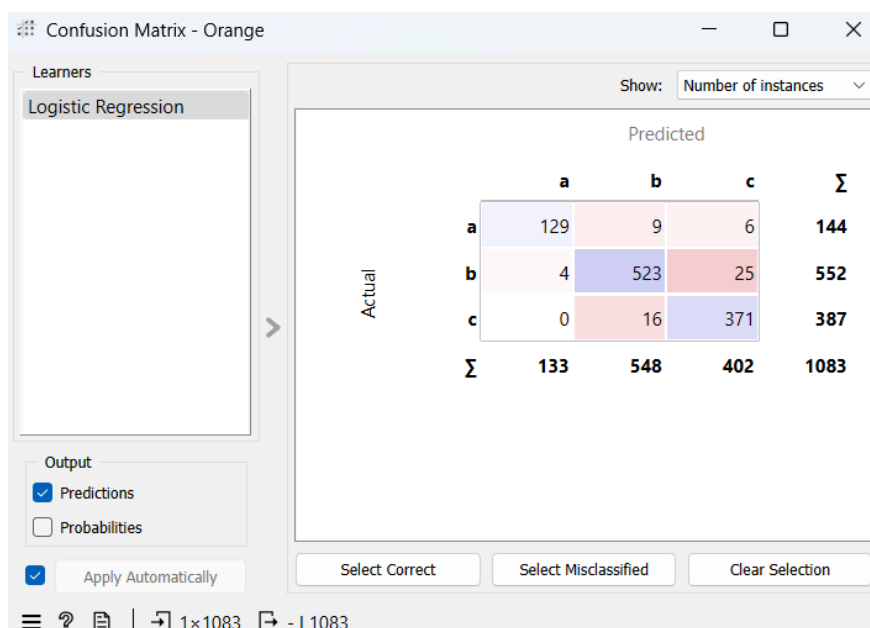 Confusion Matrix - Orange
Learners
Logistic Regression
Show: Number of instances
Predicted
a b c ∑
a 129 9 6 144
Actual
b 4 523 25 552
c 0 16 371 387
∑ 133 548 402 1083
Output
Predictions
Probabilities
Apply Automatically
Select Correct Select Misclassified Clear Selection
1×1083 - | 1083